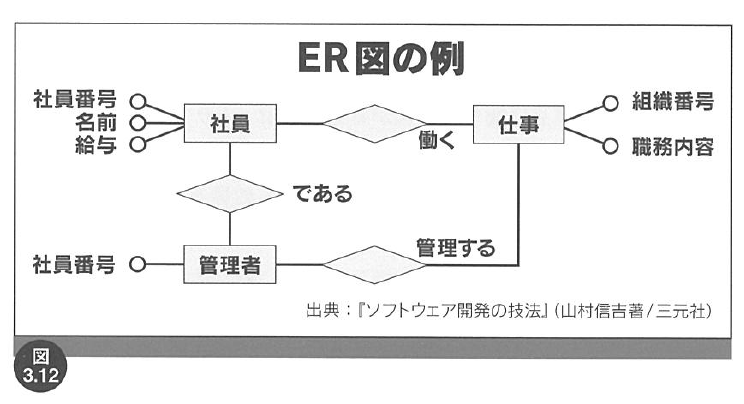 ER図の例
社員番号
名前
給与
社員
働く
仕事
組織番号
職務内容
である
社員番号
管理者
管理する
出典：『ソフトウェア開発の技法』（山村信吉著/三元社）
図
3.12